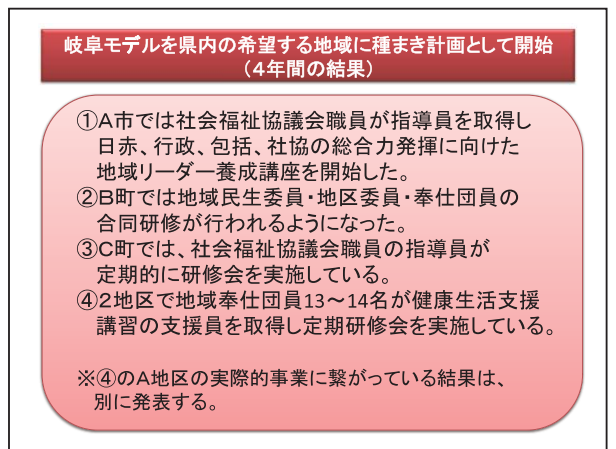 岐阜モデルを県内の希望する地域に種まき計画として開始
（４年間の結果）
①Ａ市では社会福祉協議会職員が指導員を取得し
日赤、行政、包括、社協の総合力発揮に向けた
地域リーダー養成講座を開始した。
②Ｂ町では地域民生委員・地区委員・奉仕団員の
合同研修が行われるようになった。
③Ｃ町では、社会福祉協議会職員の指導員が
定期的に研修会を実施している。
④２地区で地域奉仕団員13～14名が健康生活支援
講習の支援員を取得し定期研修会を実施している。
※④のＡ地区の実際的事業に繋がっている結果は、
別に発表する。